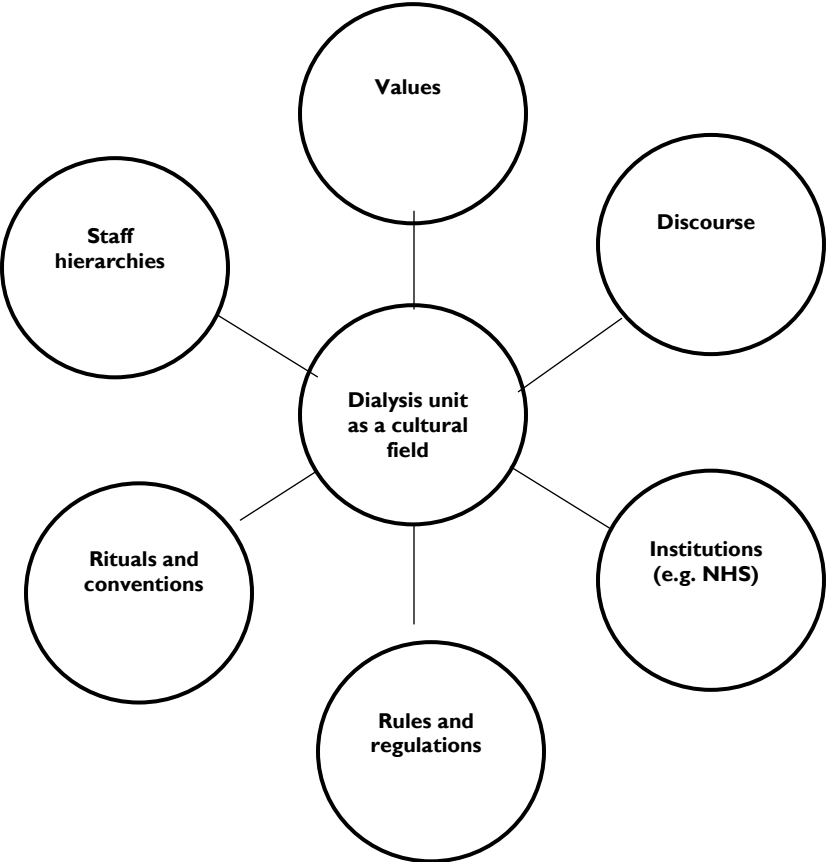 Values
Discourse
Staff
hierarchies
Dialysis unit
as a cultural
field
Institutions
(e.g. NHS)
Rituals and
conventions
Rules and
regulations